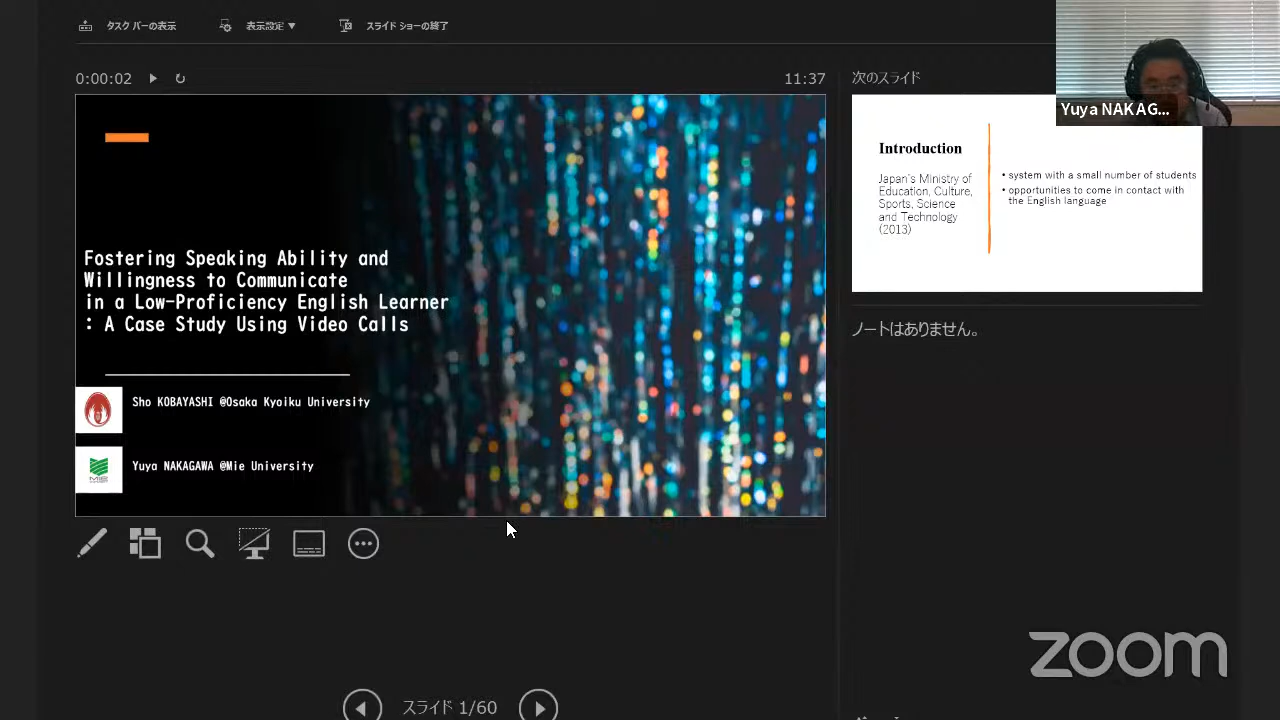 タスク バーの表示
表示設定 ▼
スライド ショーの終了
0:00:02
11:37
次のスライド
Yuya NAKAG...
Fostering Speaking Ability and
Willingness to Communicate
in a Low-Proficiency English Learner
: A Case Study Using Video Calls
Sho KOBAYASHI @Osaka Kyoiku University
MIE
Yuya NAKAGAWA @Mie University
Introduction
Japan's Ministry of
Education, Culture,
Sports, Science
and Technology
(2013)
• system with a small number of students
• opportunities to come in contact with
the English language
ノートはありません。
スライド 1/60
zoom